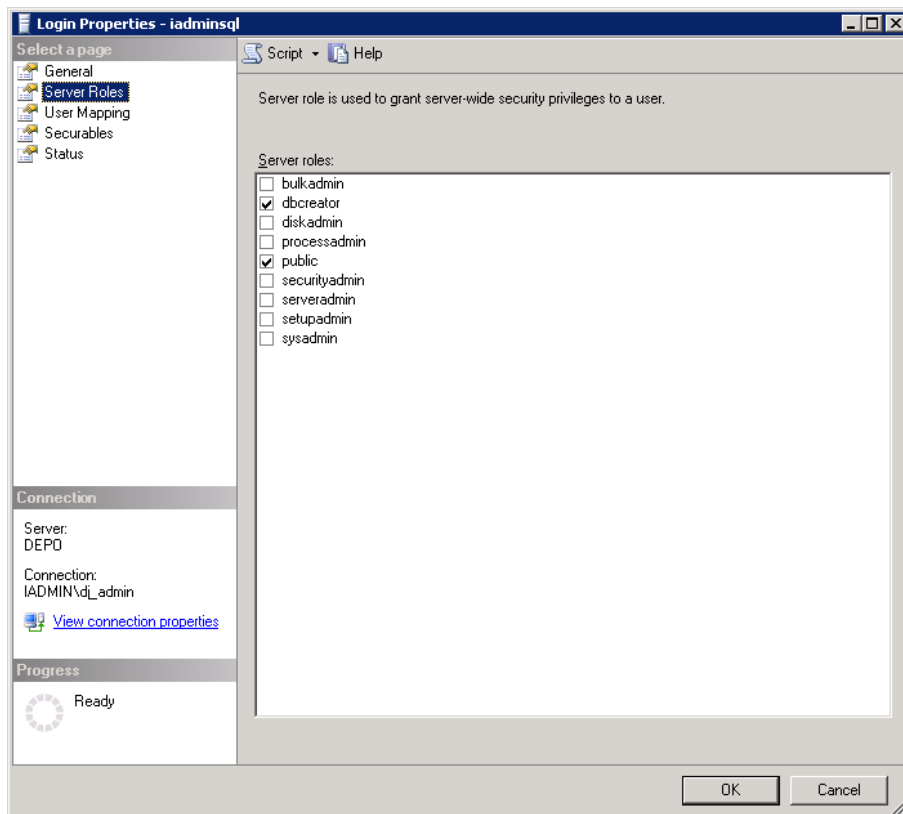 Login Properties - iadminsql
Select a page
General
Server Roles
User Mapping
Securables
Status
Connection
Server:
DEPO
Connection:
IADMIN\dj_admin
View connection properties
Progress
Ready
Script Help
Server role is used to grant server-wide security privileges to a user.
Server roles:
bulkadmin
dbcreator
diskadmin
processadmin
public
securityadmin
serveradmin
setupadmin
sysadmin
OK Cancel